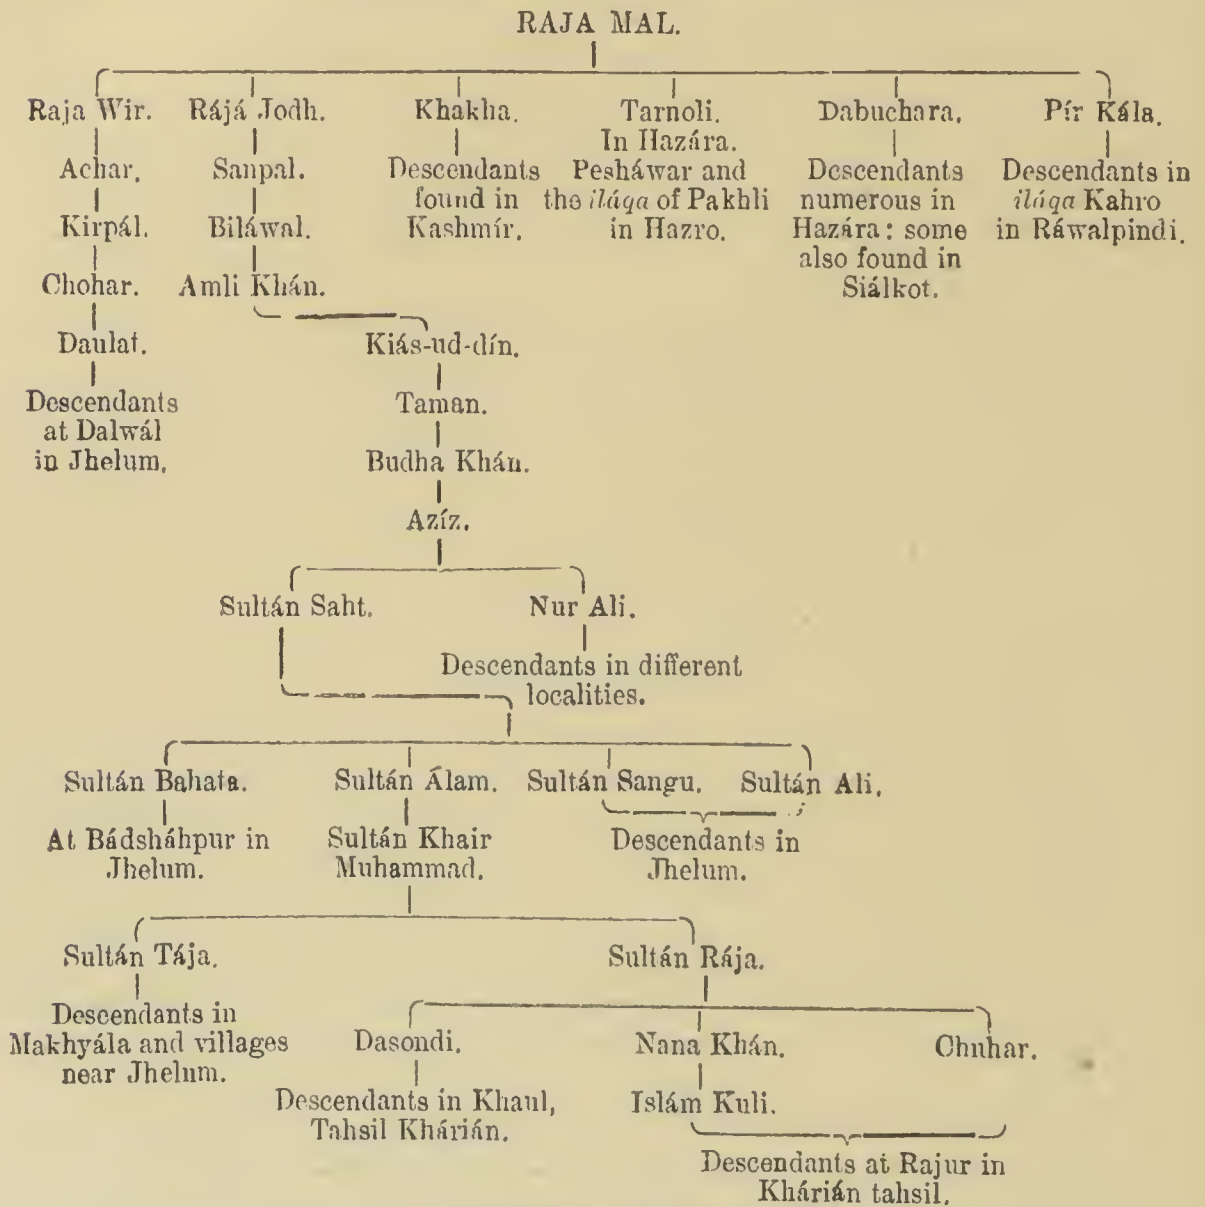 RAJA MAL.
Raja Wir. Rájá Jodh. Khakha. Tarnoli. Dabuchara. Pír Kála.
In Hazára.
Achar. Sanpal. Descendants Pesháwar and Descendants Descendants in
found in the iláqa of Pakhli numerous in iláqa Kahro
Kirpál. Biláwal. Kashmír. in Hazro. Hazára: some in Ráwalpindi.
also found in
Chohar. Amli Khán. Siálkot.
Daulat. Kiás-ud-dín.
Descendants Taman.
at Dalwál
in Jhelum. Budha Khán.
Azíz.
Sultán Saht. Nur Ali.
Descendants in different
localities.
Sultán Bahata. Sultán Álam. Sultán Sangu. Sultán Ali.
At Bádsháhpur in Sultán Khair Descendants in
Jhelum. Muhammad. Jhelum.
Sultán Tája. Sultán Rája.
Descendants in
Makhyála and villages Dasondi. Nana Khán. Chuhar.
near Jhelum.
Descendants in Khaul, Islám Kuli.
Tahsil Khárián.
Descendants at Rajur in
Khárián tahsil.